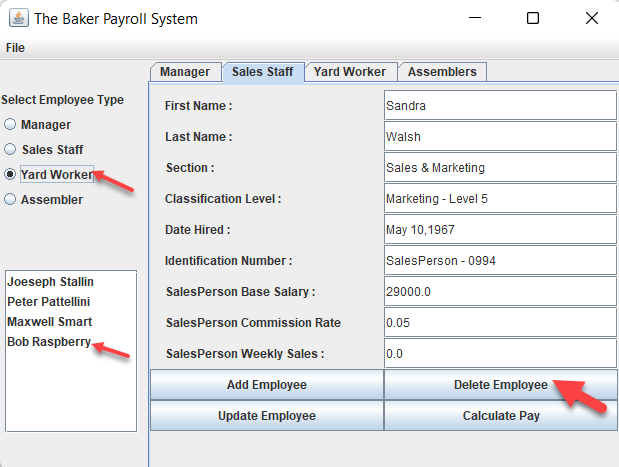 The Baker Payroll System
File
Select Employee Type
Manager
Sales Staff
Yard Worker
Assembler
Joeseph Stallin
Peter Pattellini
Maxwell Smart
Bob Raspberry
Manager Sales Staff Yard Worker Assemblers
First Name : Sandra
Last Name : Walsh
Section : Sales & Marketing
Classification Level : Marketing - Level 5
Date Hired : May 10,1967
Identification Number : SalesPerson - 0994
SalesPerson Base Salary : 29000.0
SalesPerson Commission Rate 0.05
SalesPerson Weekly Sales : 0.0
Add Employee Delete Employee
Update Employee Calculate Pay